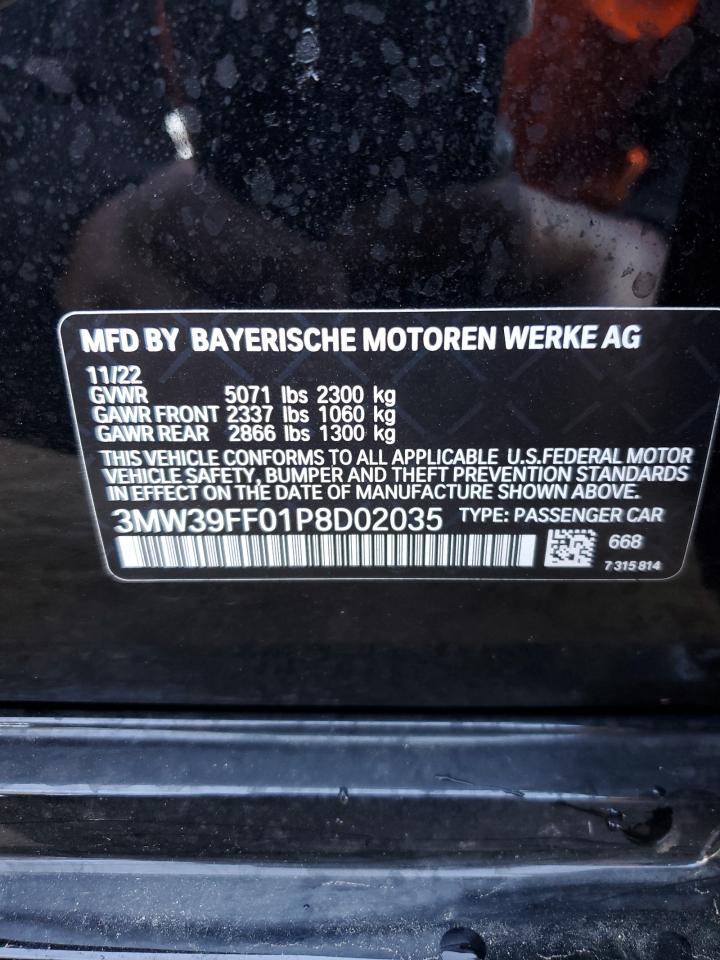 MFD BY BAYERISCHE MOTOREN WERKE AG
11/22
GVWR 5071 lbs 2300 kg
GAWR FRONT 2337 lbs 1060 kg
GAWR REAR 2866 lbs 1300 kg
THIS VEHICLE CONFORMS TO ALL APPLICABLE U.S.FEDERAL MOTOR
VEHICLE SAFETY, BUMPER AND THEFT PREVENTION STANDARDS
IN EFFECT ON THE DATE OF MANUFACTURE SHOWN ABOVE.
3MW39FF01P8D02035 TYPE: PASSENGER CAR
668
7 315 814